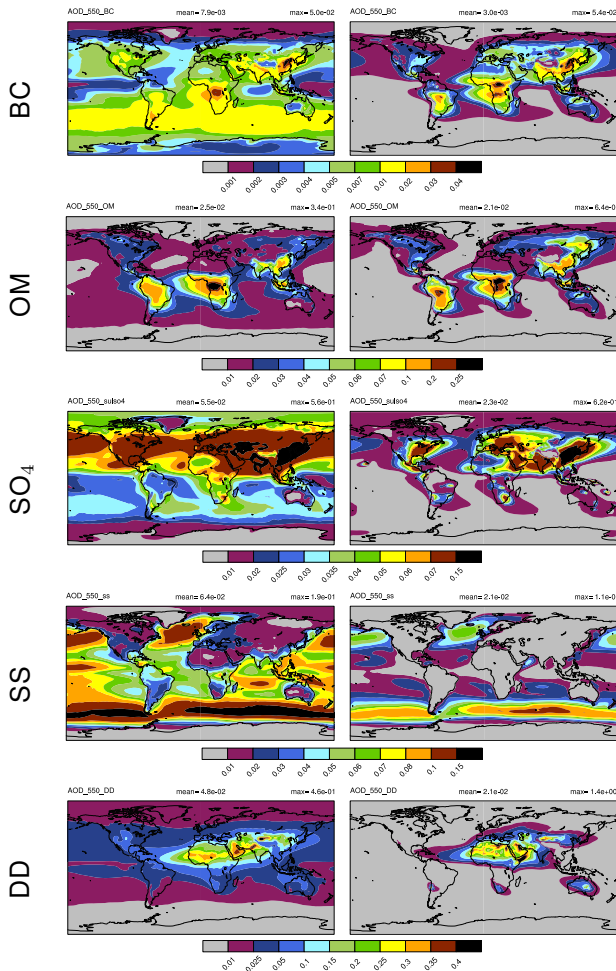 AOD_550_BC mean= 7.9e-03 max= 5.0e-02 AOD_550_BC mean= 3.0e-03 max= 5.4e-02
BC
0.001 0.002 0.003 0.004 0.005 0.007 0.01 0.02 0.03 0.04
AOD_550_OM mean= 2.5e-02 max= 3.4e-01 AOD_550_OM mean= 2.1e-02 max= 6.4e-01
OM
0.01 0.02 0.03 0.04 0.05 0.06 0.07 0.1 0.2 0.25
AOD_550_sulso4 mean= 5.5e-02 max= 5.6e-01 AOD_550_sulso4 mean= 2.3e-02 max= 6.2e-01
SO₄
0.01 0.02 0.025 0.03 0.035 0.04 0.05 0.06 0.07 0.15
AOD_550_ss mean= 6.4e-02 max= 1.9e-01 AOD_550_ss mean= 2.1e-02 max= 1.1e-01
SS
0.01 0.02 0.03 0.04 0.05 0.06 0.07 0.08 0.1 0.15
AOD_550_DD mean= 4.8e-02 max= 4.6e-01 AOD_550_DD mean= 2.1e-02 max= 1.4e+00
DD
0.01 0.025 0.05 0.1 0.15 0.2 0.25 0.3 0.35 0.4